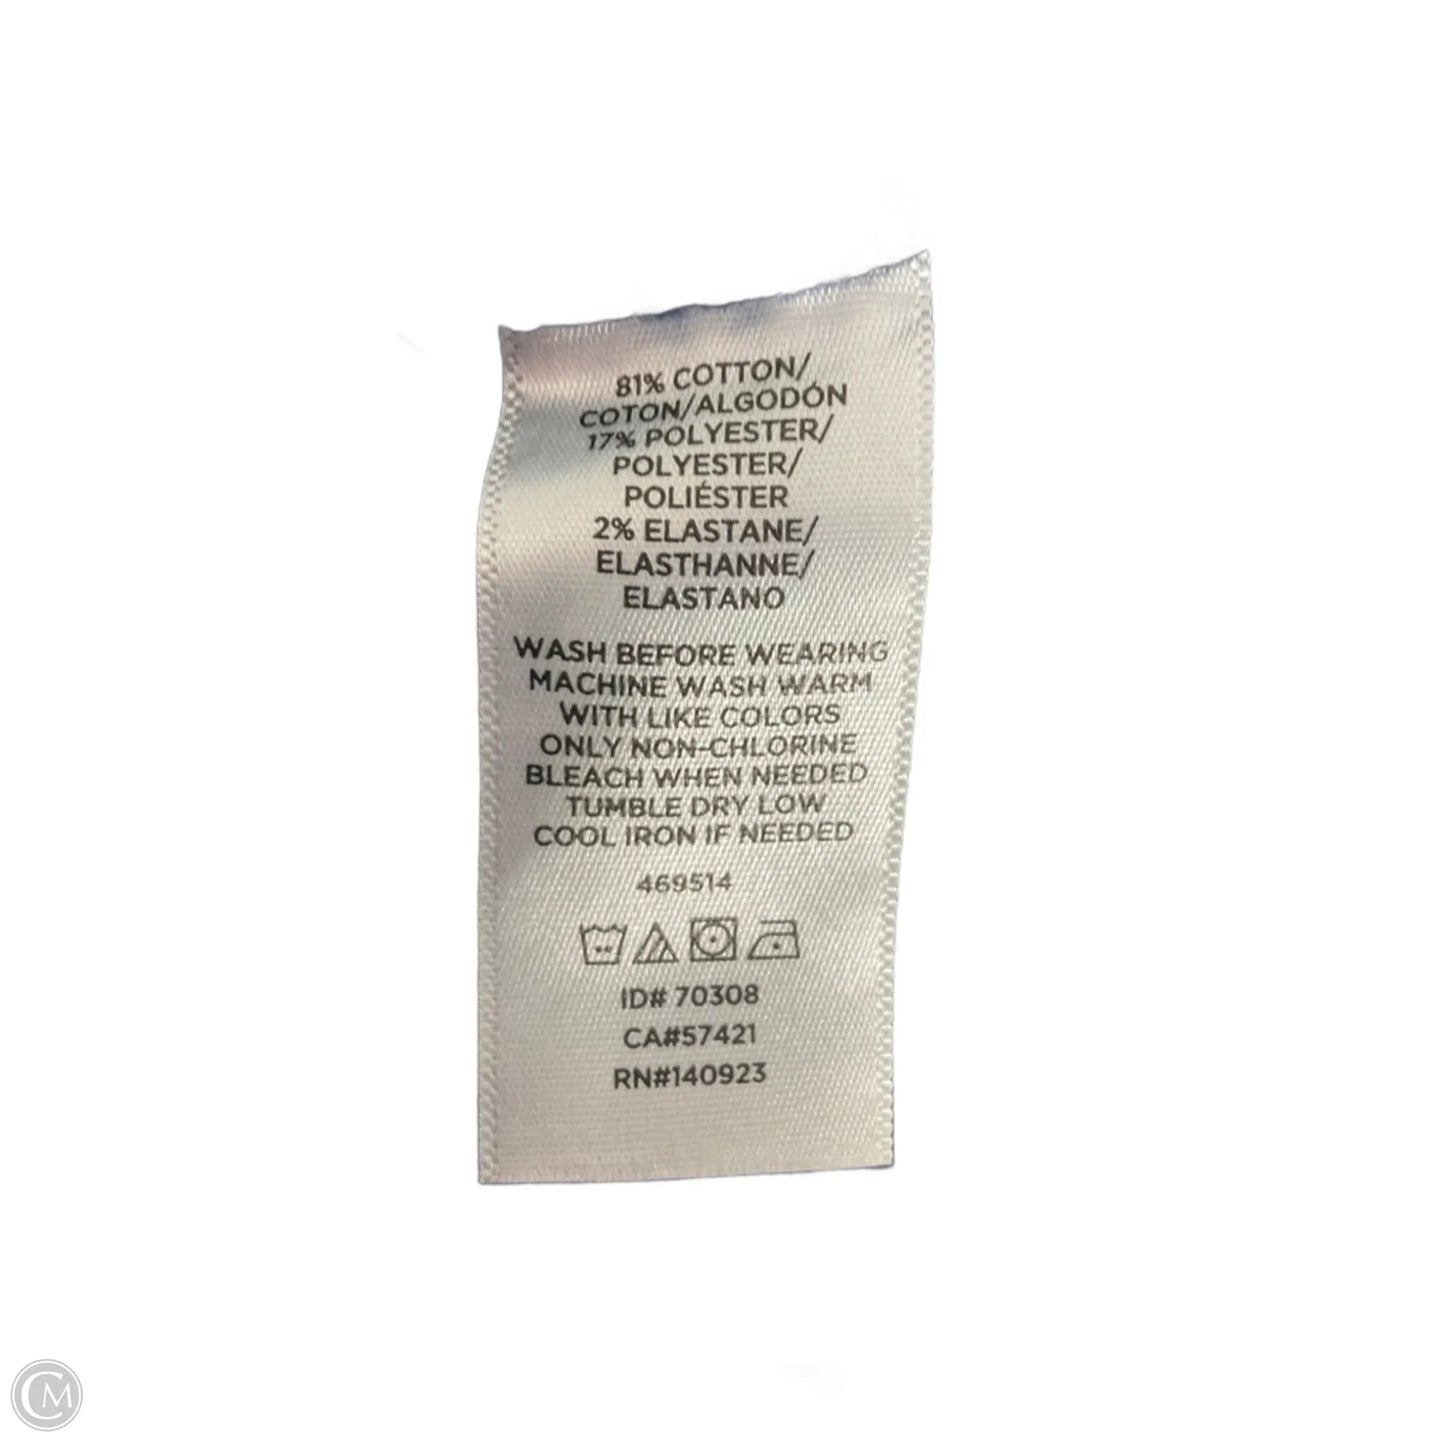 81% COTTON/
COTON/ALGODÓN
17% POLYESTER/
POLYESTER/
POLIÉSTER
2% ELASTANE/
ELASTHANNE/
ELASTANO
WASH BEFORE WEARING
MACHINE WASH WARM
WITH LIKE COLORS
ONLY NON-CHLORINE
BLEACH WHEN NEEDED
TUMBLE DRY LOW
COOL IRON IF NEEDED
469514
ID# 70308
CA#57421
RN#140923
CM